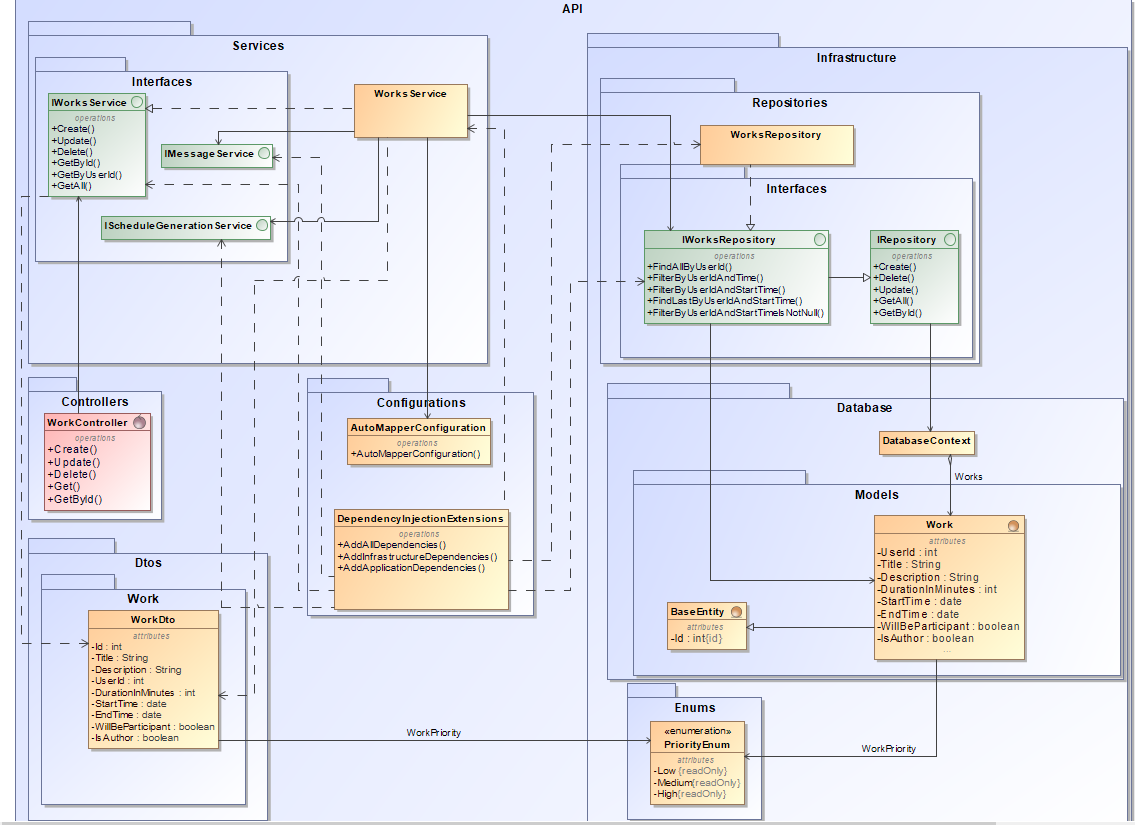 API
Services
Interfaces
IWorksService
operations
+Create()
+Update()
+Delete()
+GetById()
+GetByUserId()
+GetAll()
WorksService
IMessageService
IScheduleGenerationService
Infrastructure
Repositories
WorksRepository
Interfaces
IWorksRepository
operations
+FindAllByUserId()
+FilterByUserIdAndTime()
+FilterByUserIdAndStartTime()
+FindLastByUserIdAndStartTime()
+FilterByUserIdAndStartTimeIsNotNull()
IRepository
operations
+Create()
+Delete()
+Update()
+GetAll()
+GetById()
Controllers
WorkController
operations
+Create()
+Update()
+Delete()
+Get()
+GetById()
Configurations
AutoMapperConfiguration
operations
+AutoMapperConfiguration()
DependencyInjectionExtensions
operations
+AddAllDependencies()
+AddInfrastructureDependencies()
+AddApplicationDependencies()
Database
DatabaseContext
Works
Models
Work
attributes
-UserId : int
-Title : String
-Description : String
-DurationInMinutes : int
-StartTime : date
-EndTime : date
-WillBeParticipant : boolean
-IsAuthor : boolean
...
BaseEntity
attributes
-Id : int{id}
Dtos
Work
WorkDto
attributes
-Id : int
-Title : String
-Description : String
-UserId : int
-DurationInMinutes : int
-StartTime : date
-EndTime : date
-WillBeParticipant : boolean
-IsAuthor : boolean
WorkPriority
Enums
«enumeration»
PriorityEnum
attributes
-Low {readOnly}
-Medium{readOnly}
-High{readOnly}
WorkPriority